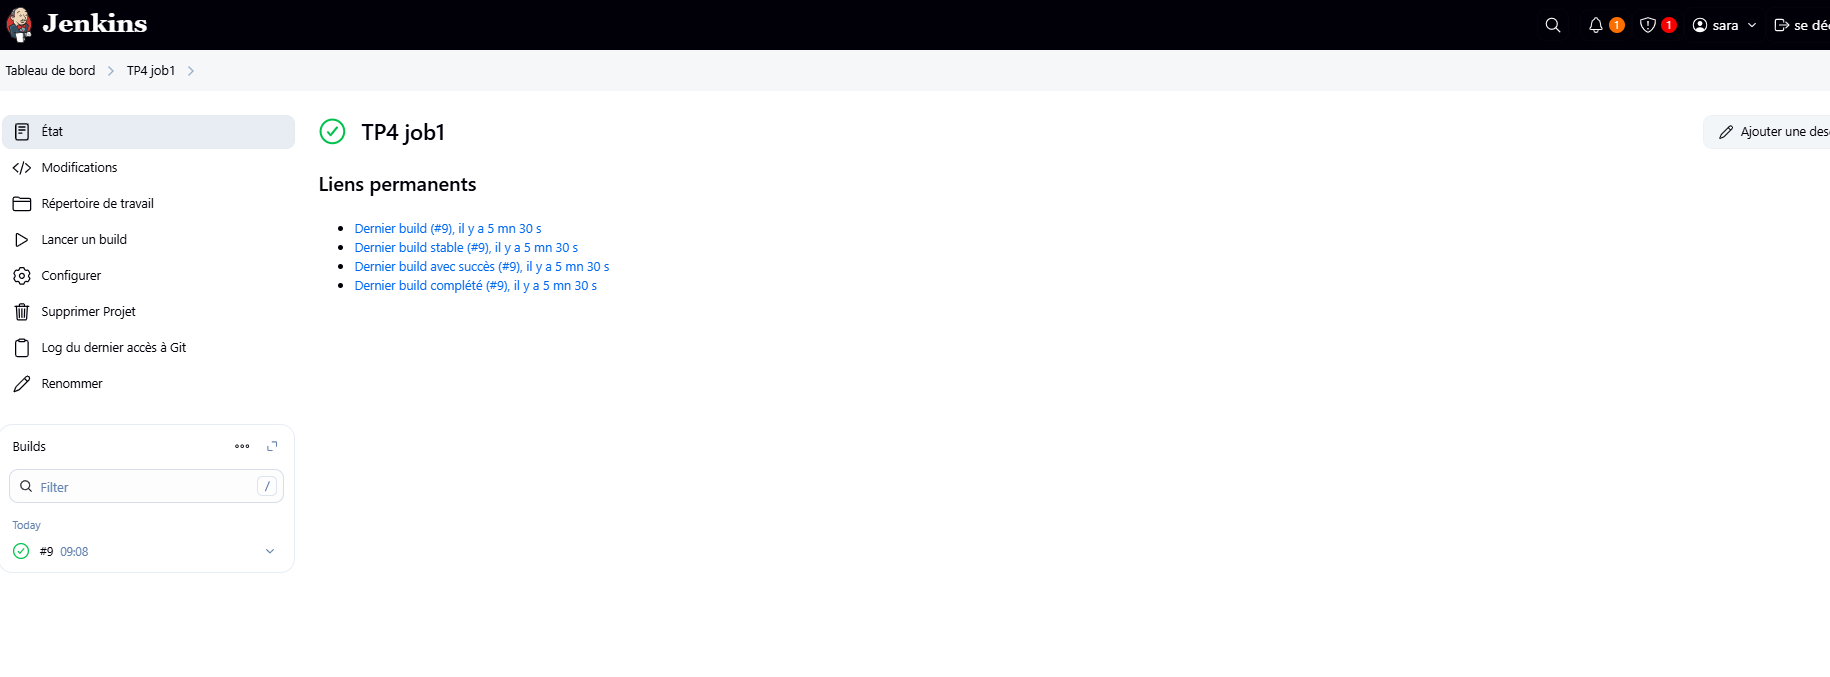 Jenkins
1
1
sara
se déc
Tableau de bord
TP4 job1
État
Modifications
Répertoire de travail
Lancer un build
Configurer
Supprimer Projet
Log du dernier accès à Git
Renommer
Builds
Filter
/
Today
#9 09:08
TP4 job1
Ajouter une des
Liens permanents
Dernier build (#9), il y a 5 mn 30 s
Dernier build stable (#9), il y a 5 mn 30 s
Dernier build avec succès (#9), il y a 5 mn 30 s
Dernier build complété (#9), il y a 5 mn 30 s